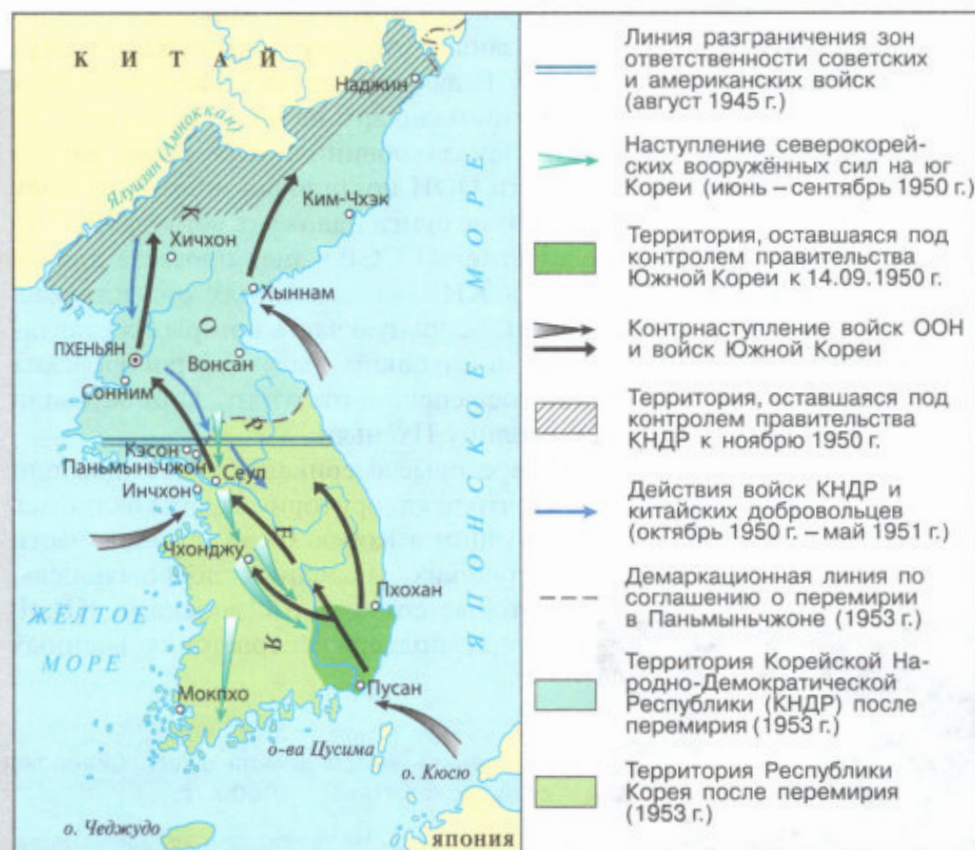 КИТАЙ
Наджин
Ялуцзян (Амноккан)
Ким-Чхэк
Хичхон
Хыннам
ПХЕНЬЯН
Вонсан
Сонним
Кэсон
Паньмыньчжон
Сеул
Инчхон
Чхонджу
КОРЕЯ
Пхохан
ЖЁЛТОЕ
МОРЕ
ЯПОНСКОЕ МОРЕ
Мокпхо
Пусан
о-ва Цусима
о. Кюсю
о. Чеджудо
ЯПОНИЯ
Линия разграничения зон
ответственности советских
и американских войск
(август 1945 г.)
Наступление северокорей-
ских вооружённых сил на юг
Кореи (июнь – сентябрь 1950 г.)
Территория, оставшаяся под
контролем правительства
Южной Кореи к 14.09.1950 г.
Контрнаступление войск ООН
и войск Южной Кореи
Территория, оставшаяся под
контролем правительства
КНДР к ноябрю 1950 г.
Действия войск КНДР и
китайских добровольцев
(октябрь 1950 г. – май 1951 г.)
Демаркационная линия по
соглашению о перемирии
в Паньмыньчжоне (1953 г.)
Территория Корейской На-
родно-Демократической
Республики (КНДР) после
перемирия (1953 г.)
Территория Республики
Корея после перемирия
(1953 г.)